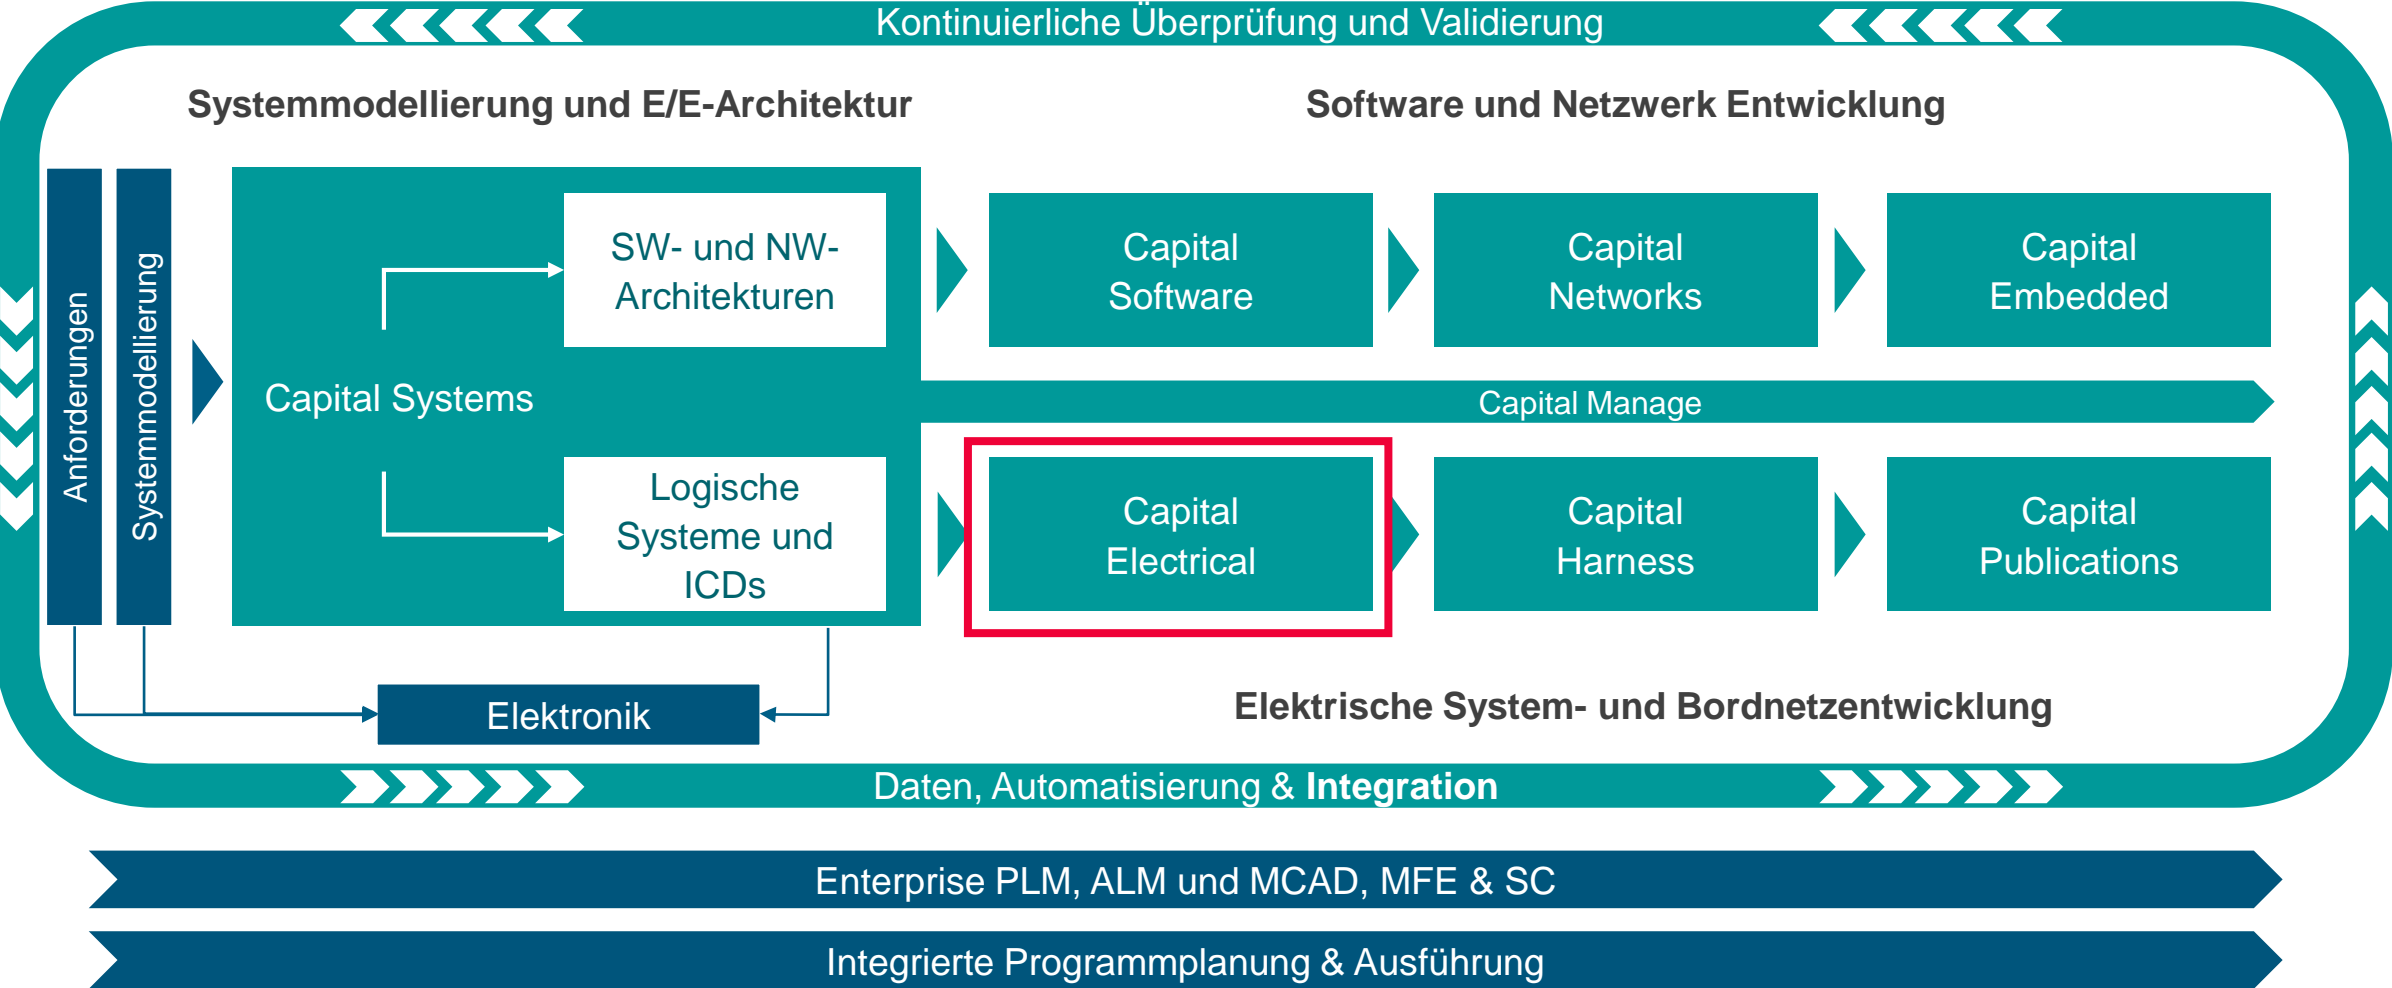 Kontinuierliche Überprüfung und Validierung
Systemmodellierung und E/E-Architektur
Software und Netzwerk Entwicklung
Anforderungen
Systemmodellierung
Capital Systems
SW- und NW-
Architekturen
Capital
Software
Capital
Networks
Capital
Embedded
Capital Manage
Logische
Systeme und
ICDs
Capital
Electrical
Capital
Harness
Capital
Publications
Elektronik
Elektrische System- und Bordnetzentwicklung
Daten, Automatisierung & Integration
Enterprise PLM, ALM und MCAD, MFE & SC
Integrierte Programmplanung & Ausführung